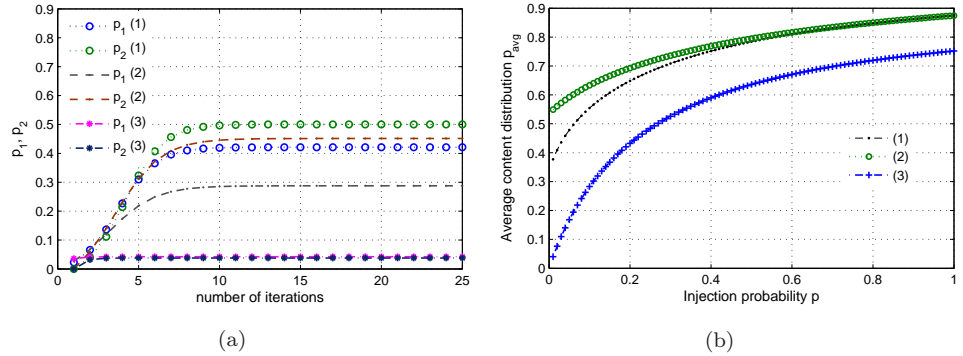 p1 (1)
p2 (1)
p1 (2)
p2 (2)
p1 (3)
p2 (3)
0.9
0.8
0.7
0.6
0.5
0.4
0.3
0.2
0.1
0
p1, p2
0 5 10 15 20 25
number of iterations
(a)
0.9
0.8
0.7
0.6
0.5
0.4
0.3
0.2
0.1
0
Average content distribution pavg
(1)
(2)
(3)
0 0.2 0.4 0.6 0.8 1
Injection probability p
(b)